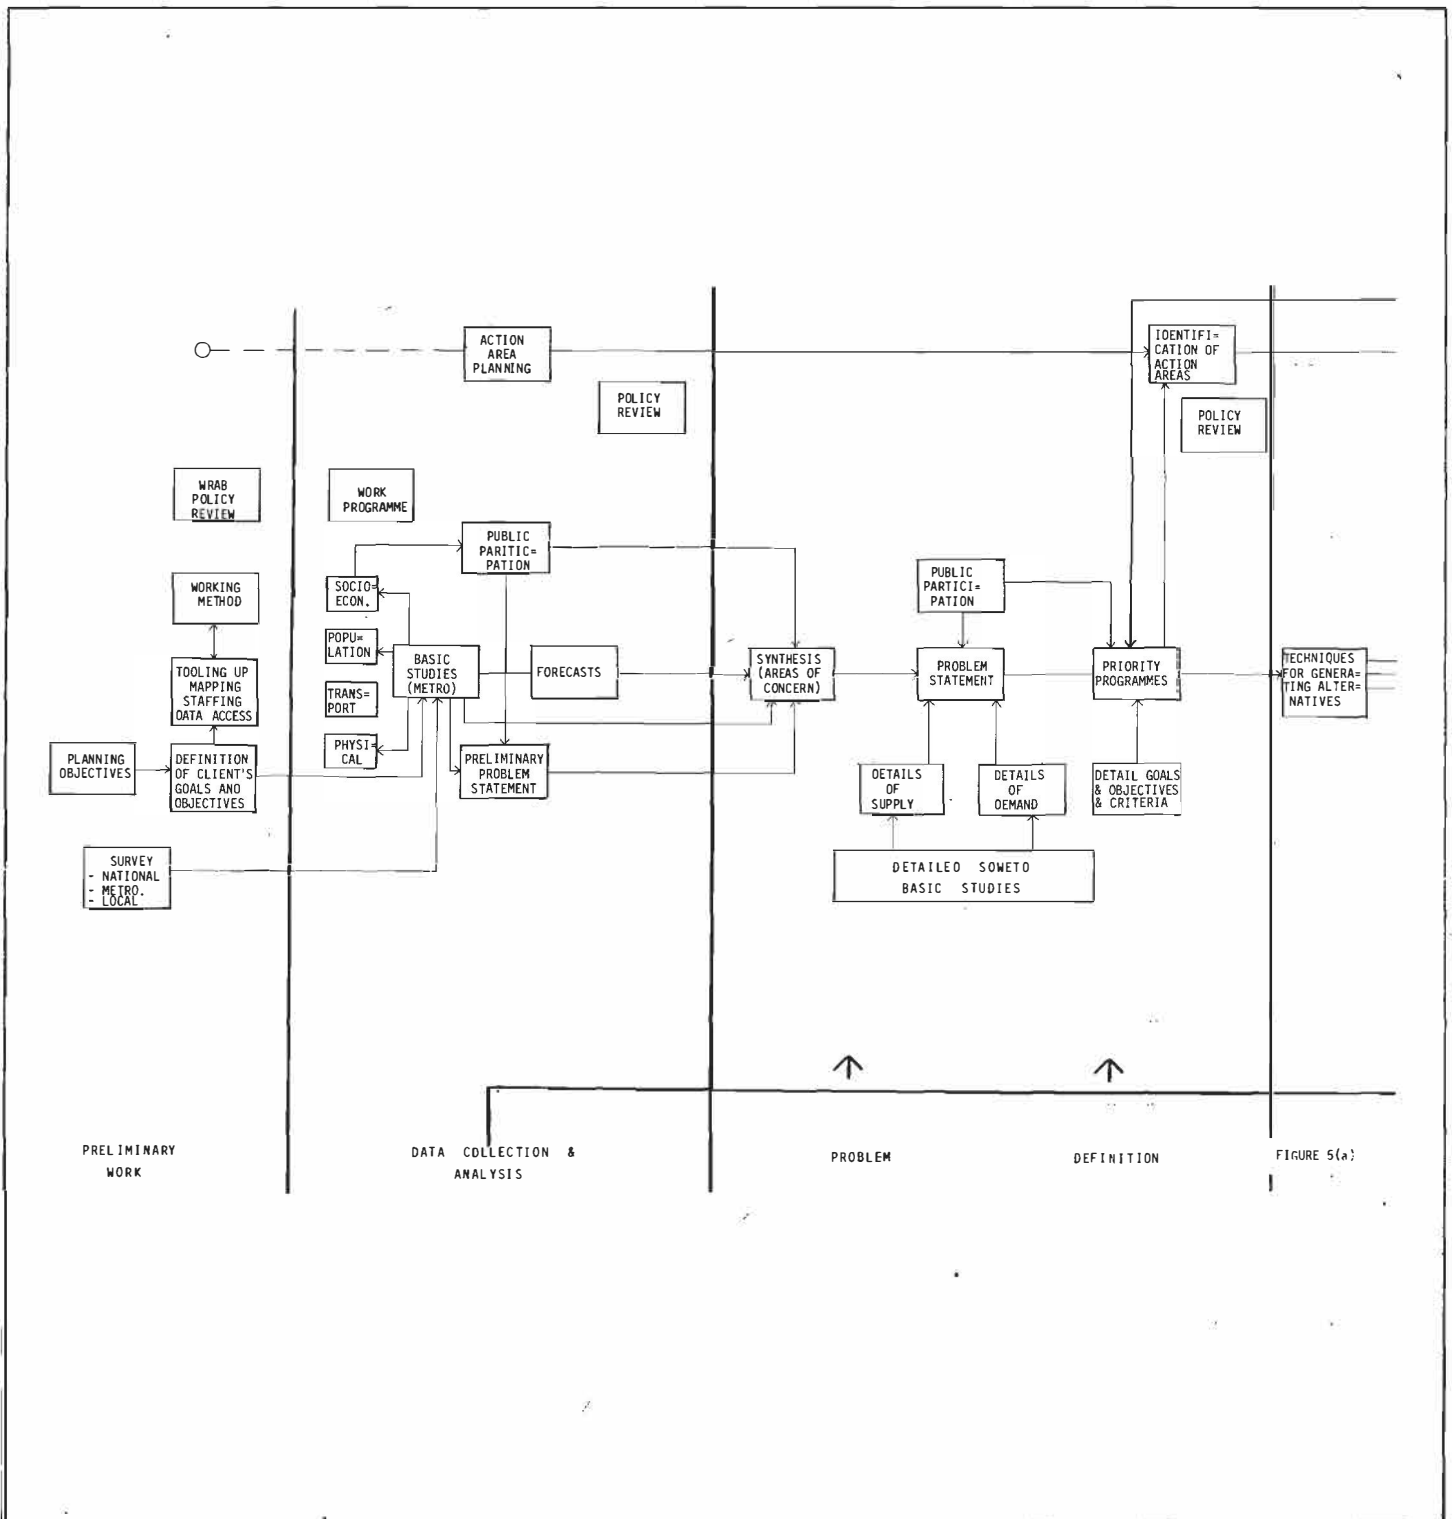 ACTION
AREA
PLANNING
IDENTIFI=
CATION OF
ACTION
AREAS
POLICY
REVIEW
POLICY
REVIEW
WRAB
POLICY
REVIEW
WORK
PROGRAMME
PUBLIC
PARITIC=
PATION
WORKING
METHOD
SOCIO=
ECON.
PUBLIC
PARTICI=
PATION
POPU=
LATION
BASIC
STUDIES
(METRO)
FORECASTS
SYNTHESIS
(AREAS OF
CONCERN)
PROBLEM
STATEMENT
PRIORITY
PROGRAMMES
TECHNIQUES
FOR GENERA=
TING ALTER=
NATIVES
TOOLING UP
MAPPING
STAFFING
DATA ACCESS
TRANS=
PORT
PHYSI=
CAL
PLANNING
OBJECTIVES
DEFINITION
OF CLIENT'S
GOALS AND
OBJECTIVES
PRELIMINARY
PROBLEM
STATEMENT
DETAILS
OF
SUPPLY
DETAILS
OF
DEMAND
DETAIL GOALS
& OBJECTIVES
& CRITERIA
SURVEY
- NATIONAL
- METRO.
- LOCAL
DETAILED SOWETO
BASIC STUDIES
PRELIMINARY
WORK
DATA COLLECTION &
ANALYSIS
PROBLEM DEFINITION
FIGURE 5(a)